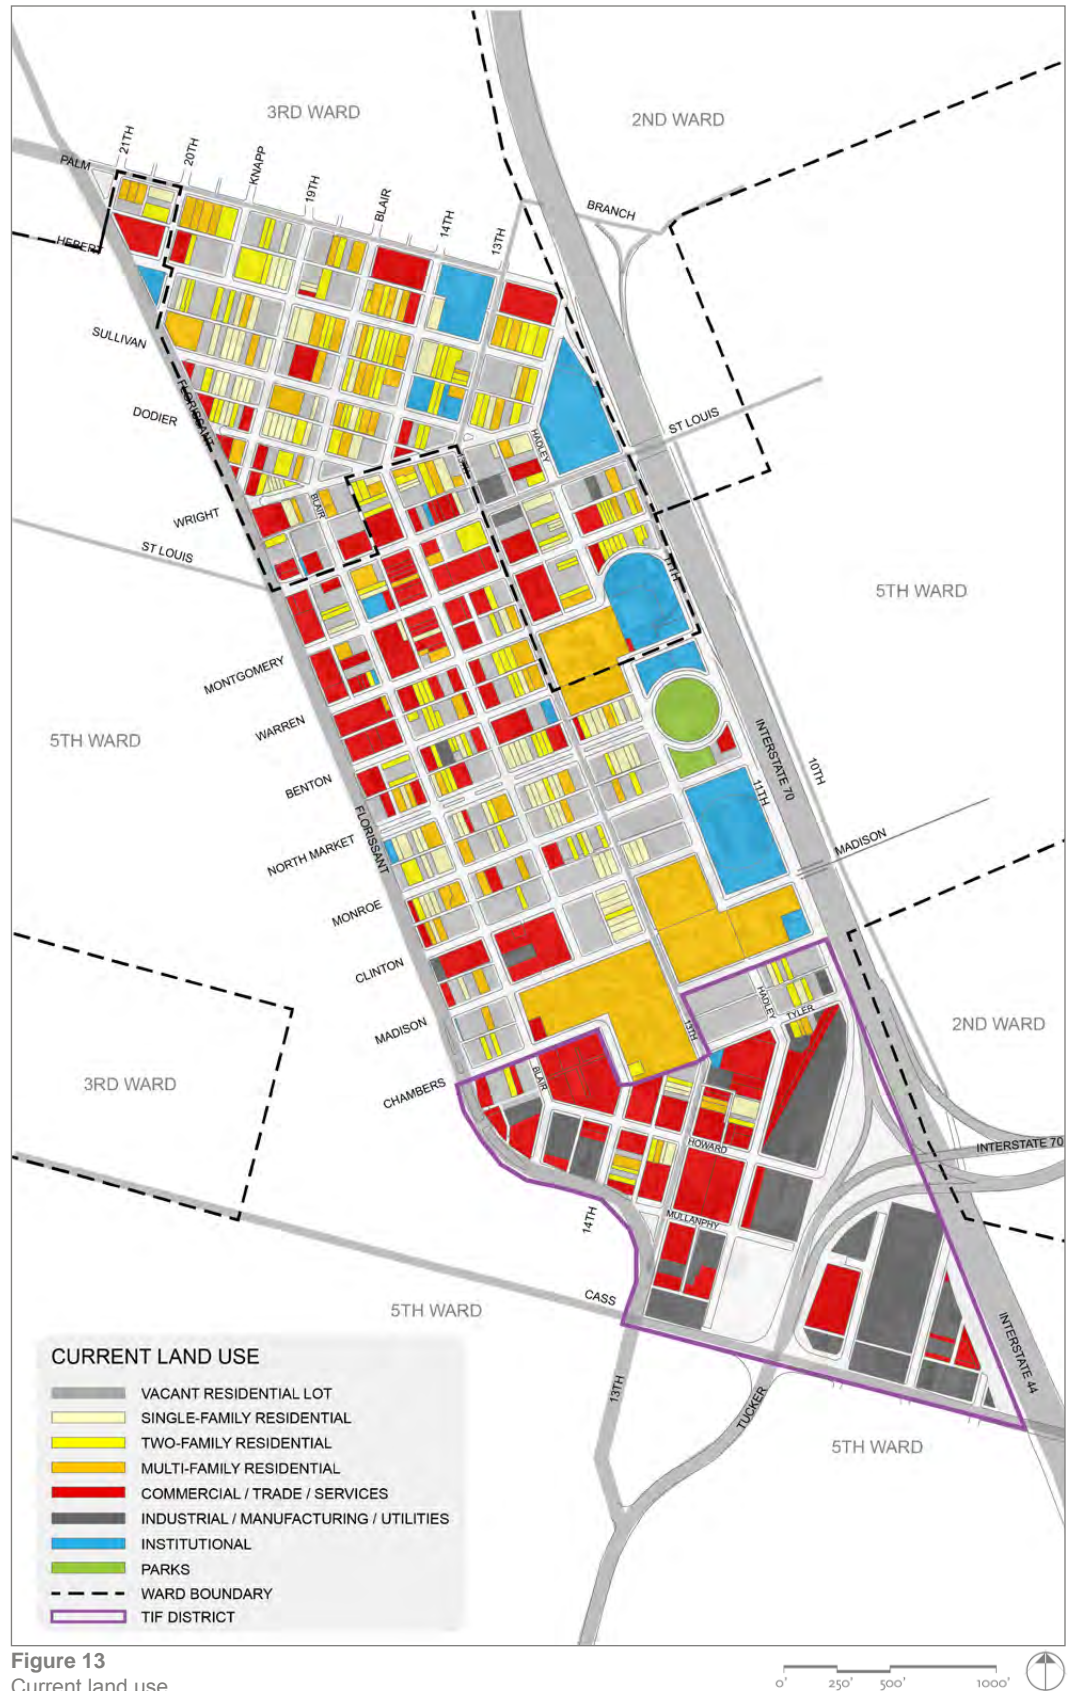 3RD WARD
2ND WARD
PALM
21TH
20TH
KNAPP
19TH
BLAIR
14TH
13TH
BRANCH
HEBERT
SULLIVAN
FLORISSANT
DODIER
ST LOUIS
HADLEY
WRIGHT
BLAIR
ST LOUIS
5TH WARD
MONTGOMERY
WARREN
5TH WARD
INTERSTATE 70
10TH
BENTON
11TH
FLORISSANT
NORTH MARKET
MADISON
MONROE
CLINTON
HADLEY
TYLER
2ND WARD
MADISON
13TH
3RD WARD
CHAMBERS
BLAIR
HOWARD
INTERSTATE 70
14TH
MULLANPHY
CASS
5TH WARD
INTERSTATE 44
13TH
TUCKER
5TH WARD
CURRENT LAND USE
VACANT RESIDENTIAL LOT
SINGLE-FAMILY RESIDENTIAL
TWO-FAMILY RESIDENTIAL
MULTI-FAMILY RESIDENTIAL
COMMERCIAL / TRADE / SERVICES
INDUSTRIAL / MANUFACTURING / UTILITIES
INSTITUTIONAL
PARKS
WARD BOUNDARY
TIF DISTRICT
Figure 13
Current land use
0' 250' 500' 1000'